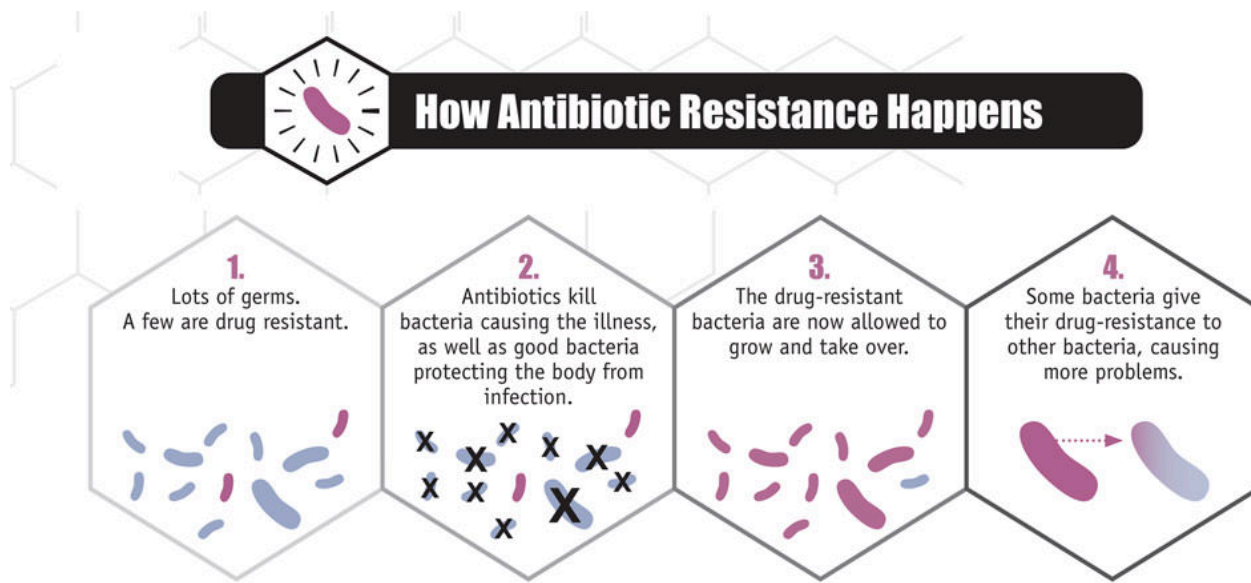 How Antibiotic Resistance Happens
1.
Lots of germs.
A few are drug resistant.
2.
Antibiotics kill
bacteria causing the illness,
as well as good bacteria
protecting the body from
infection.
X X X X X X X X X X
3.
The drug-resistant
bacteria are now allowed to
grow and take over.
4.
Some bacteria give
their drug-resistance to
other bacteria, causing
more problems.